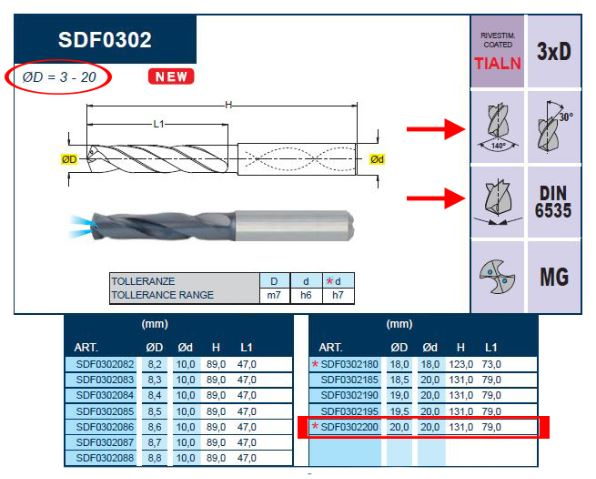 SDF0302
ØD = 3 - 20
NEW
RIVESTIM.
COATED
TIALN
3xD
H
L1
ØD
Ød
140°
30°
DIN
6535
MG
TOLLERANZE D d *d
TOLLERANCE RANGE m7 h6 h7
(mm)
ART. ØD Ød H L1
SDF0302082 8,2 10,0 89,0 47,0
SDF0302083 8,3 10,0 89,0 47,0
SDF0302084 8,4 10,0 89,0 47,0
SDF0302085 8,5 10,0 89,0 47,0
SDF0302086 8,6 10,0 89,0 47,0
SDF0302087 8,7 10,0 89,0 47,0
SDF0302088 8,8 10,0 89,0 47,0
(mm)
ART. ØD Ød H L1
* SDF0302180 18,0 18,0 123,0 73,0
SDF0302185 18,5 20,0 131,0 79,0
SDF0302190 19,0 20,0 131,0 79,0
SDF0302195 19,5 20,0 131,0 79,0
* SDF0302200 20,0 20,0 131,0 79,0